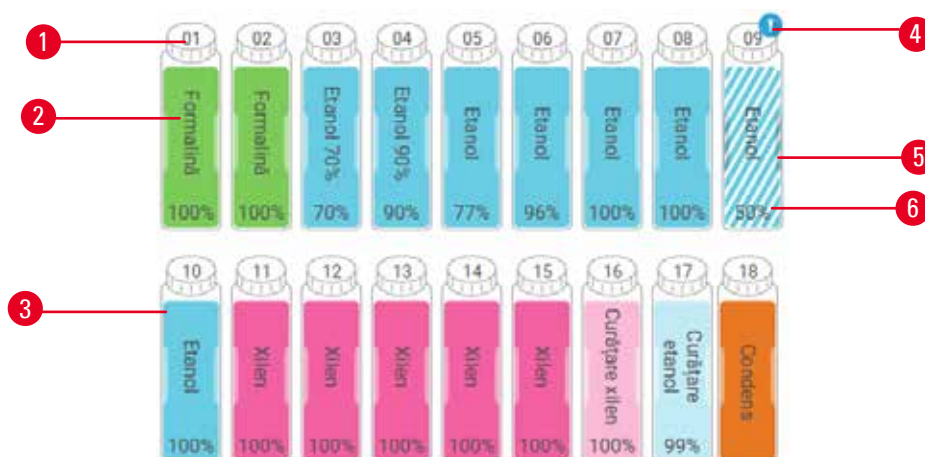 1
01 02 03 04 05 06 07 08 09 1
4
2
Formalină Formalină Etanol 70% Etanol 90% Etanol Etanol Etanol Etanol Etanol
5
100% 100% 70% 90% 77% 96% 100% 100% 50%
6
10 11 12 13 14 15 16 17 18
3
Etanol Xilen Xilen Xilen Xilen Xilen Curățare xilen Curățare etanol Condens
100% 100% 100% 100% 100% 100% 100% 99%